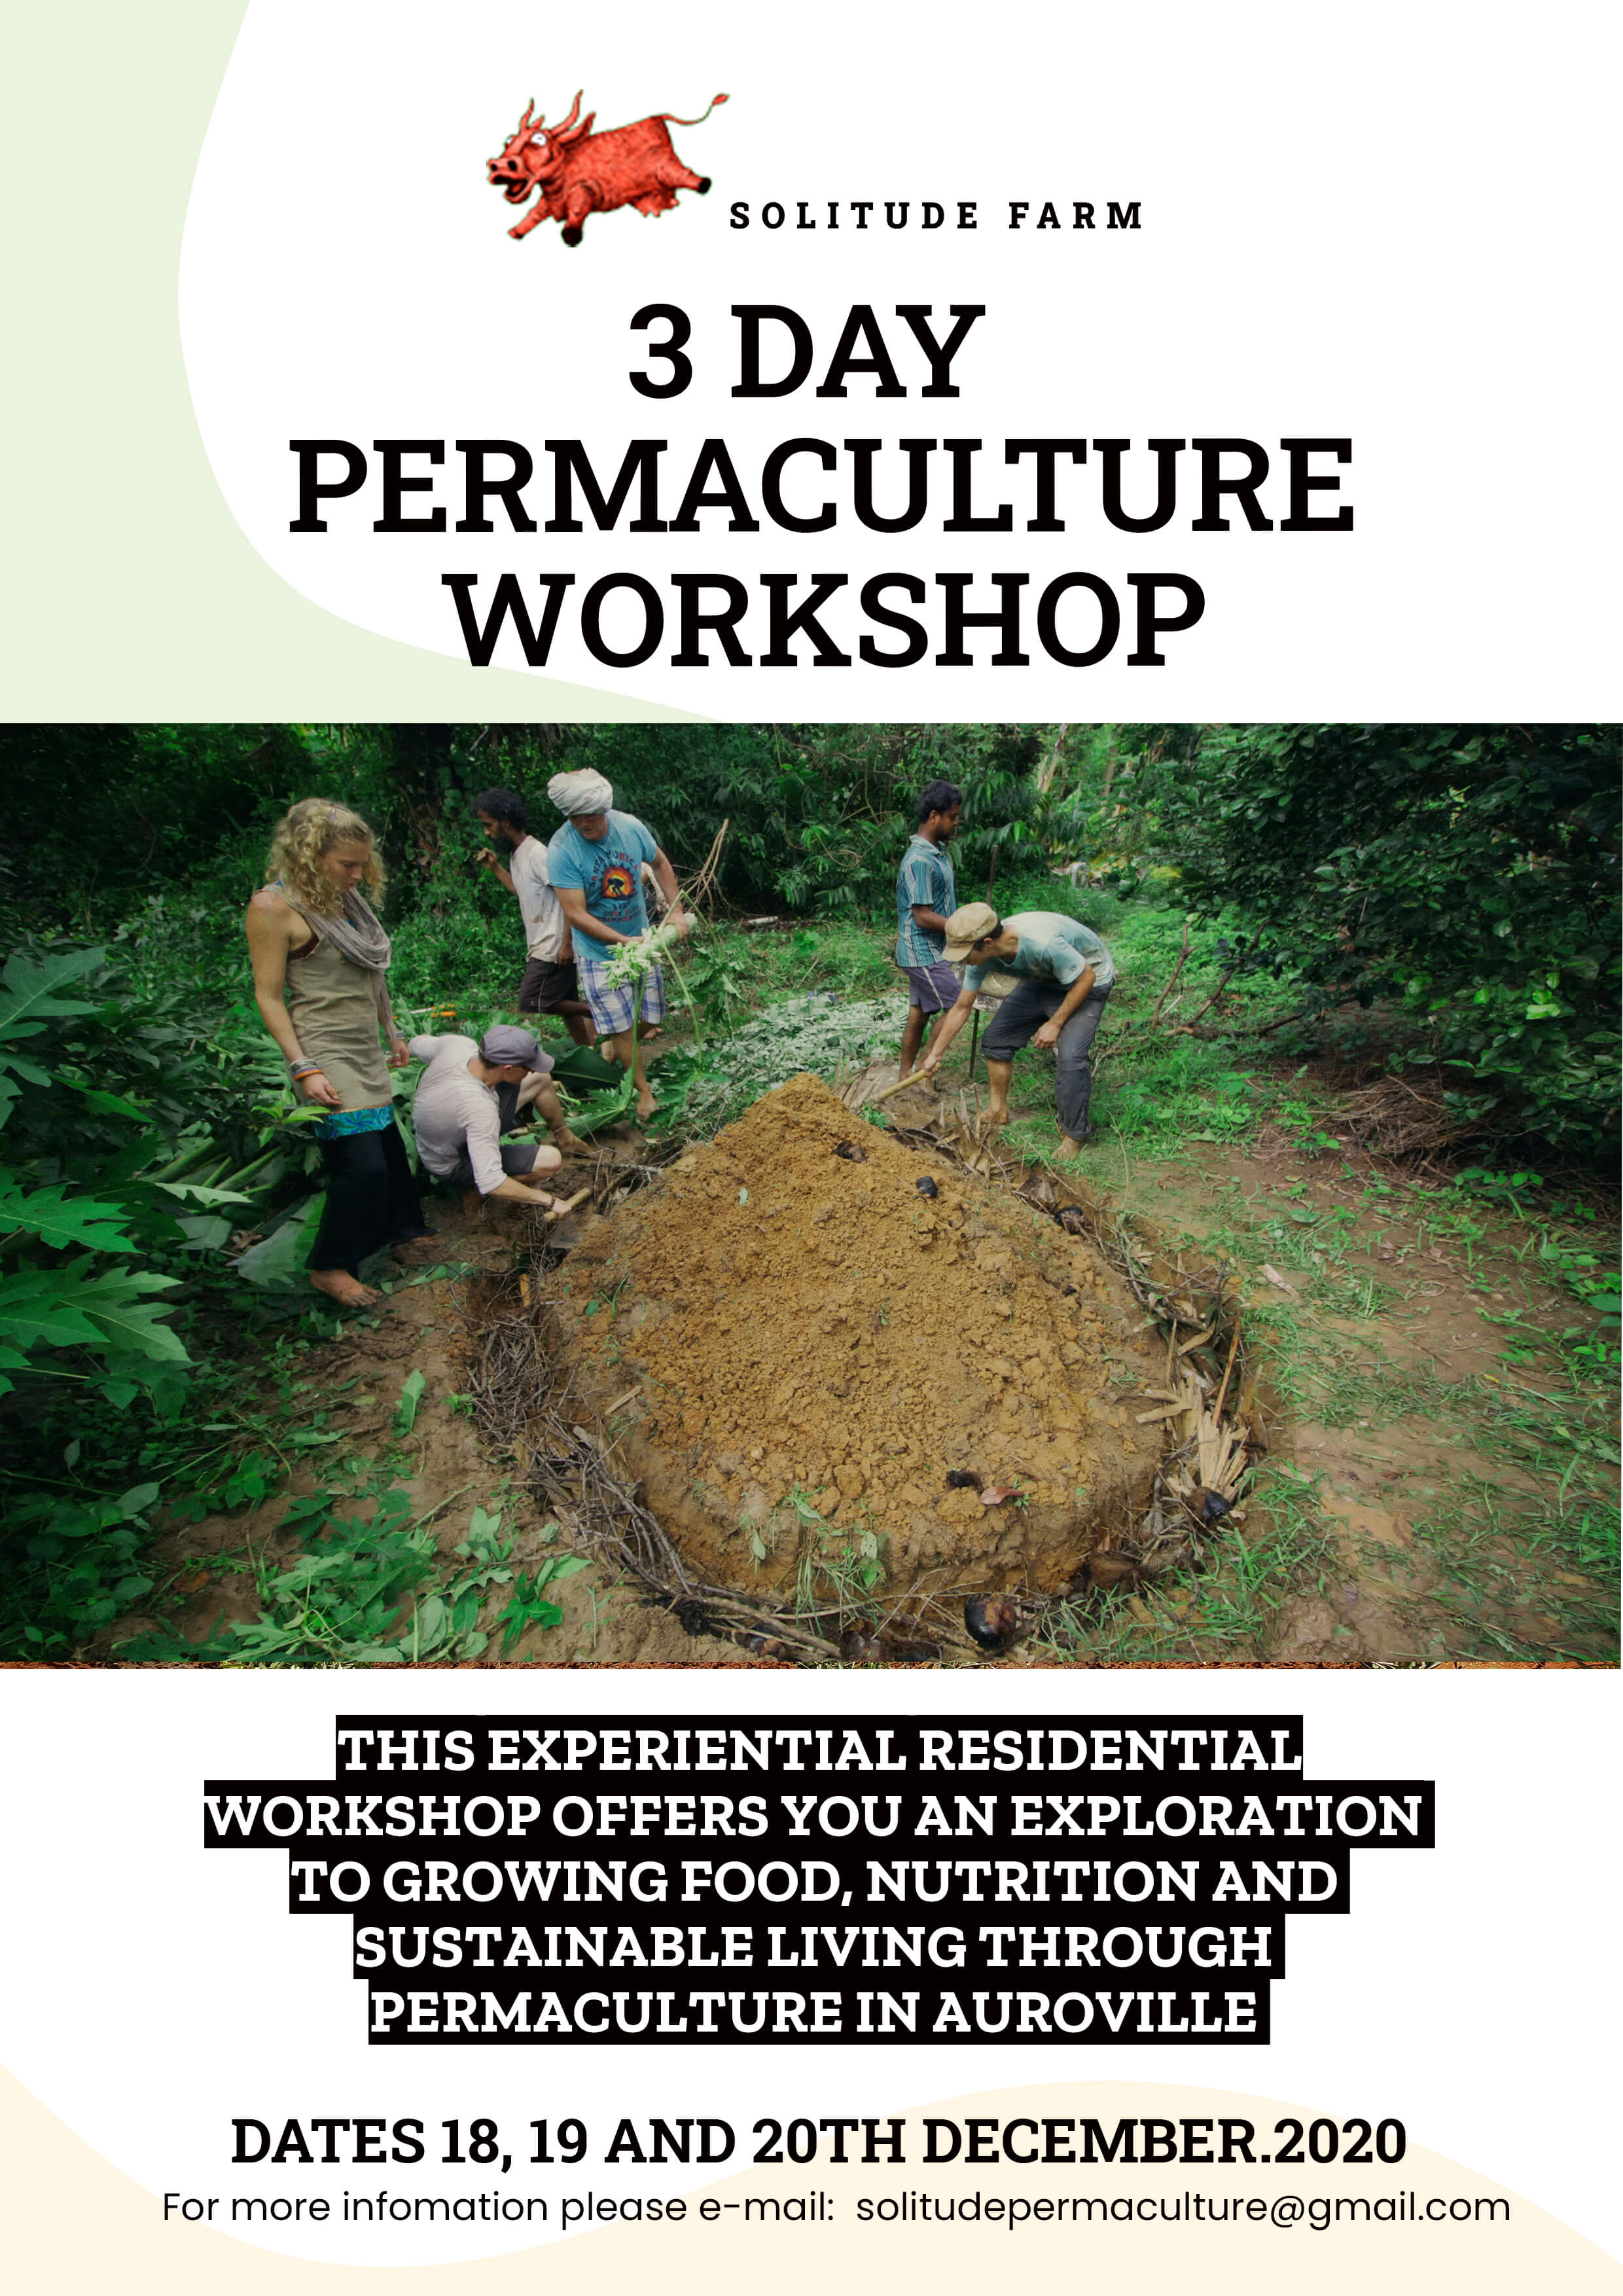 SOLITUDE FARM
3 DAY
PERMACULTURE
WORKSHOP
THIS EXPERIENTIAL RESIDENTIAL
WORKSHOP OFFERS YOU AN EXPLORATION
TO GROWING FOOD, NUTRITION AND
SUSTAINABLE LIVING THROUGH
PERMACULTURE IN AUROVILLE
DATES 18, 19 AND 20TH DECEMBER.2020
For more infomation please e-mail: solitudepermaculture@gmail.com